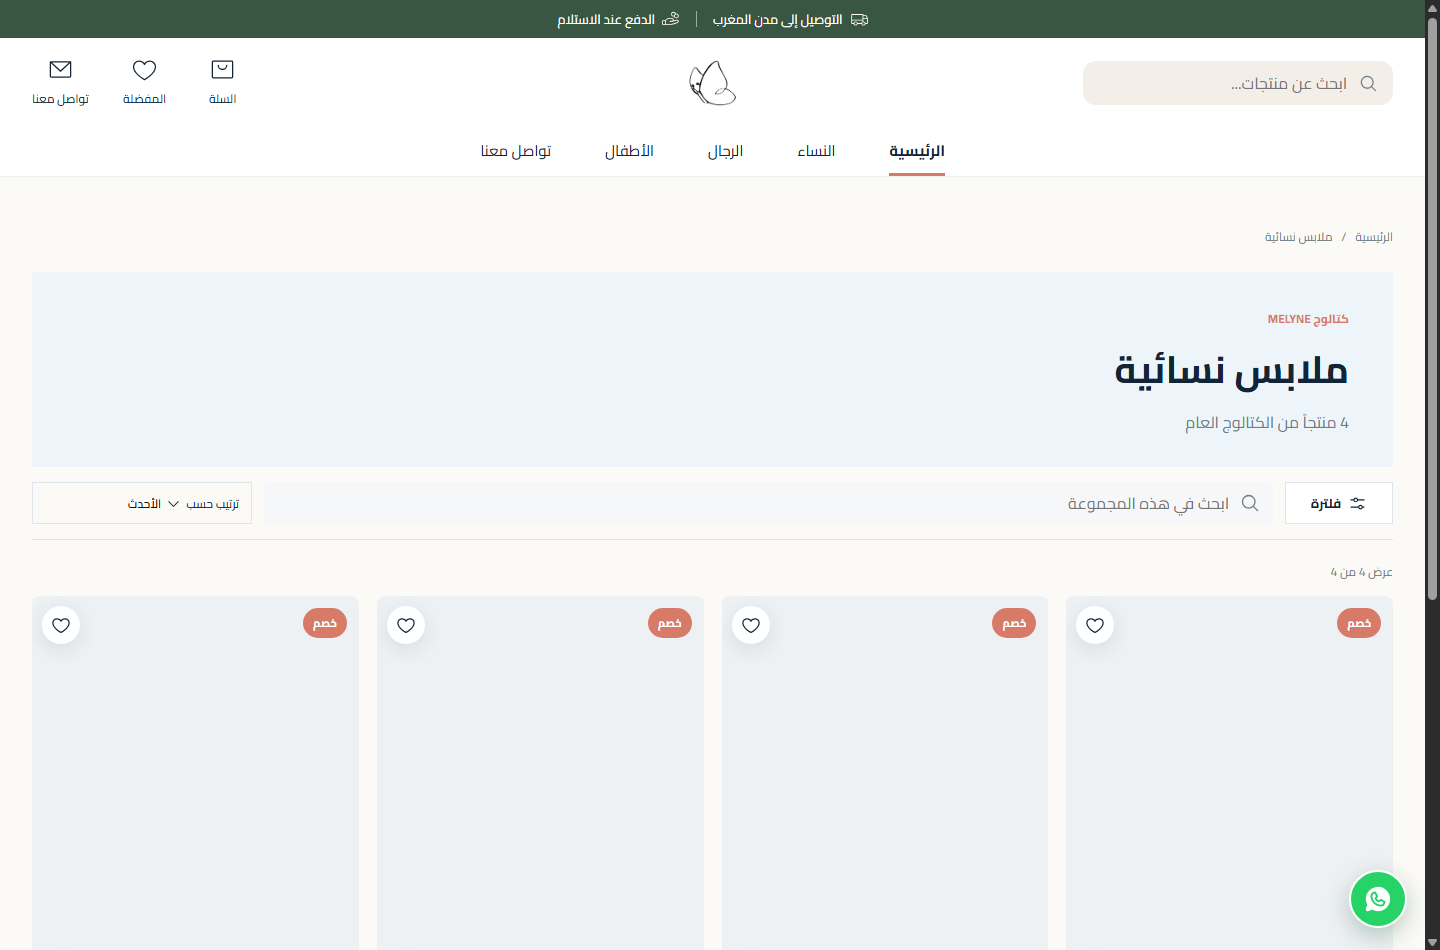 التوصيل إلى مدن المغرب
الدفع عند الاستلام
ابحث عن منتجات...
السلة
المفضلة
تواصل معنا
الرئيسية
النساء
الرجال
الأطفال
تواصل معنا
الرئيسية / ملابس نسائية
كتالوج MELYNE
ملابس نسائية
4 منتجاً من الكتالوج العام
فلترة
ابحث في هذه المجموعة
ترتيب حسب
الأحدث
عرض 4 من 4
خصم
خصم
خصم
خصم